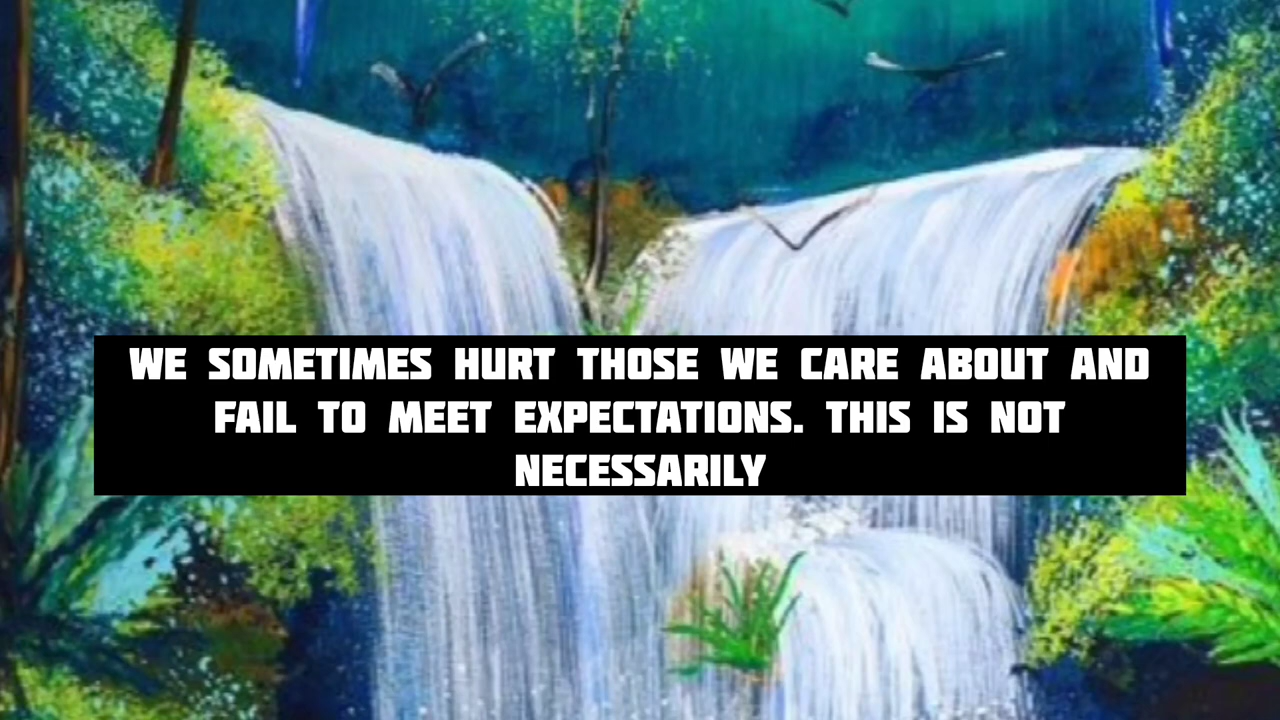 WE SOMETIMES HURT THOSE WE CARE ABOUT AND
FAIL TO MEET EXPECTATIONS. THIS IS NOT
NECESSARILY